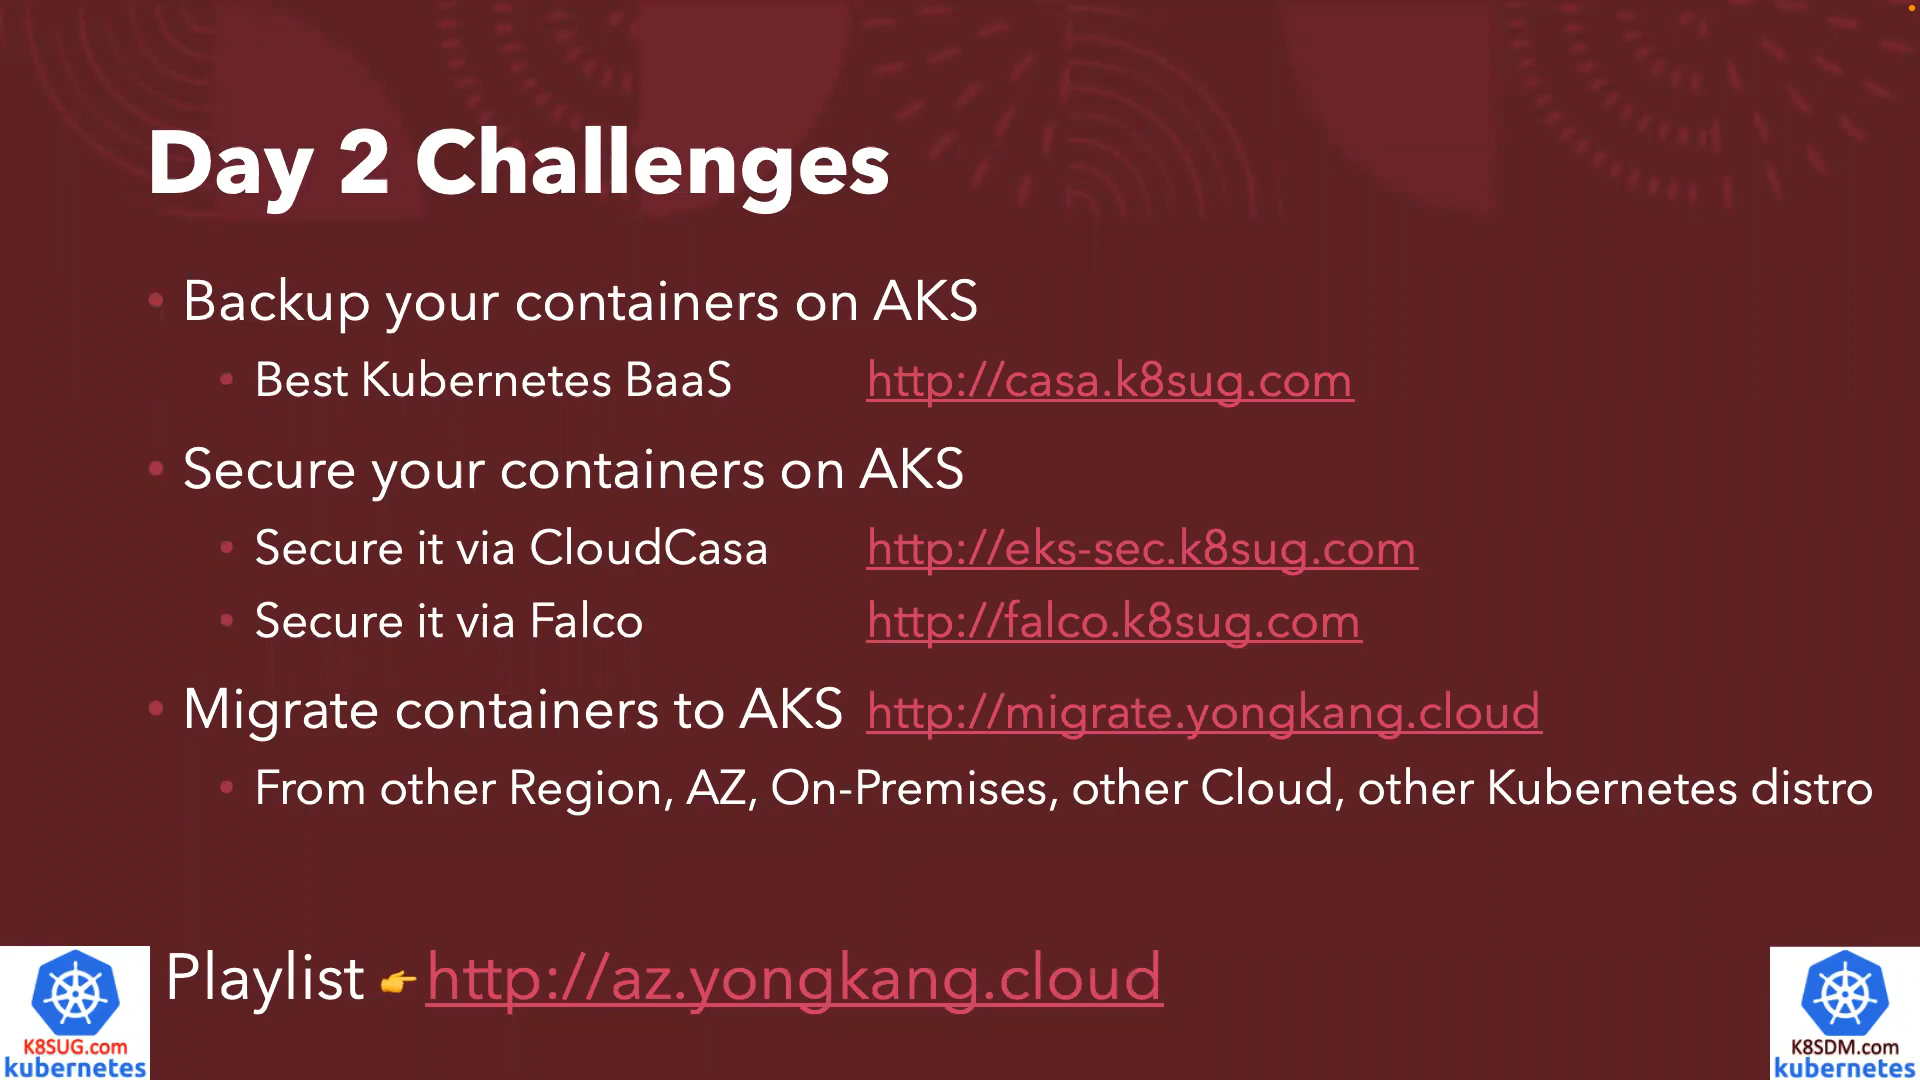 Day 2 Challenges
• Backup your containers on AKS
• Best Kubernetes BaaS http://casa.k8sug.com
• Secure your containers on AKS
• Secure it via CloudCasa http://eks-sec.k8sug.com
• Secure it via Falco http://falco.k8sug.com
• Migrate containers to AKS http://migrate.yongkang.cloud
• From other Region, AZ, On-Premises, other Cloud, other Kubernetes distro
Playlist 👉 http://az.yongkang.cloud
K8SUG.com
kubernetes
K8SDM.com
kubernetes